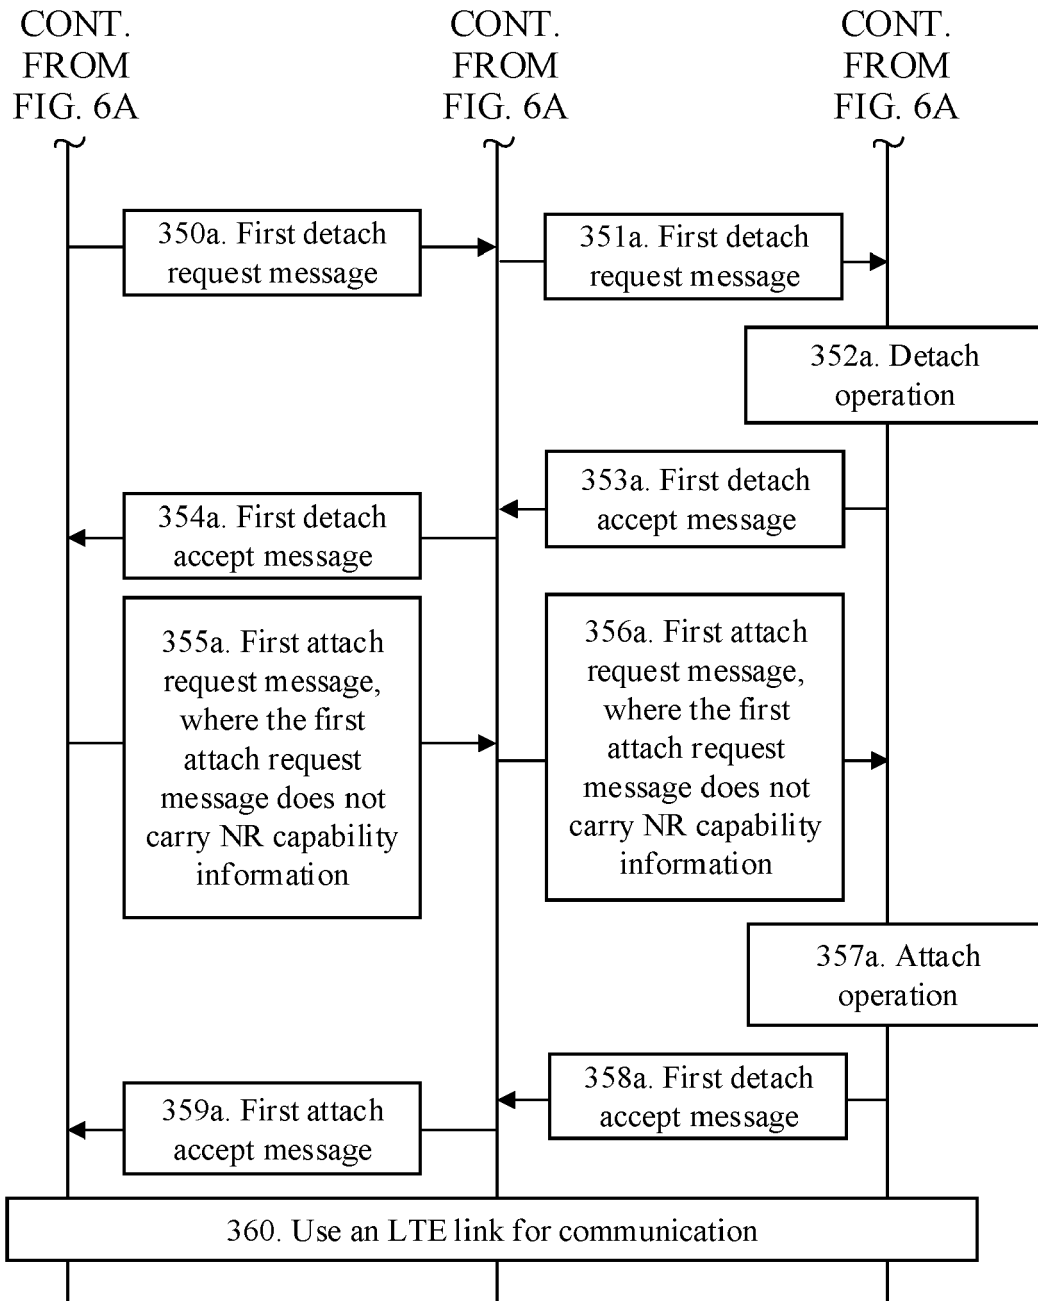 CONT.
FROM
FIG. 6A
CONT.
FROM
FIG. 6A
CONT.
FROM
FIG. 6A
350a. First detach
request message
351a. First detach
request message
352a. Detach
operation
353a. First detach
accept message
354a. First detach
accept message
355a. First attach
request message,
where the first
attach request
message does not
carry NR capability
information
356a. First attach
request message,
where the first
attach request
message does not
carry NR capability
information
357a. Attach
operation
358a. First detach
accept message
359a. First attach
accept message
360. Use an LTE link for communication